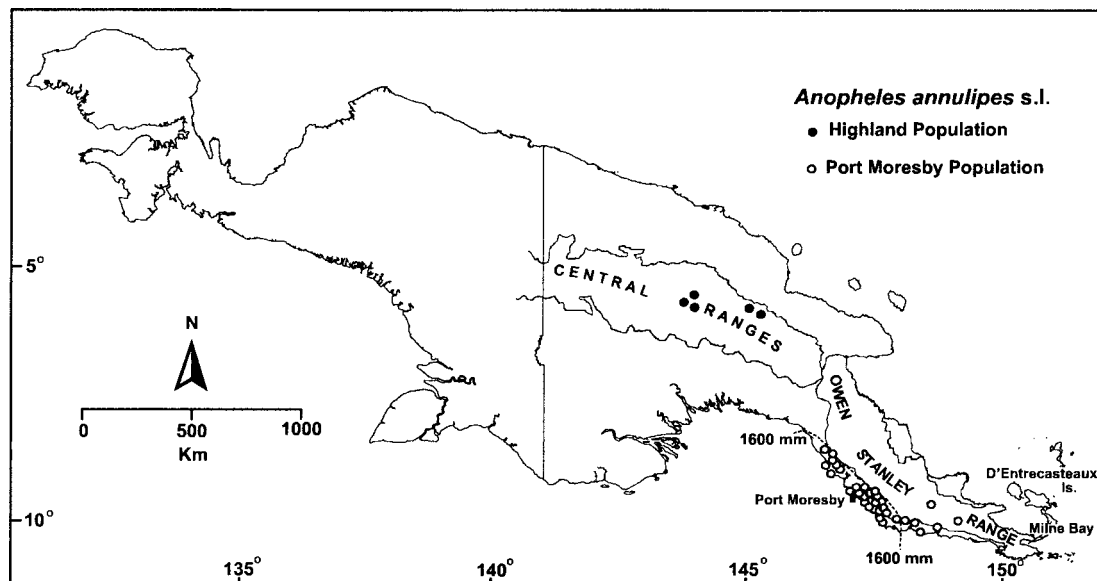 Anopheles annulipes s.l.
● Highland Population
○ Port Moresby Population
5°
CENTRAL
RANGES
N
0 500 1000
Km
OWEN
STANLEY
RANGE
1600 mm
D'Entrecasteaux
Is.
Port Moresby
Milne Bay
10°
1600 mm
135° 140° 145° 150°